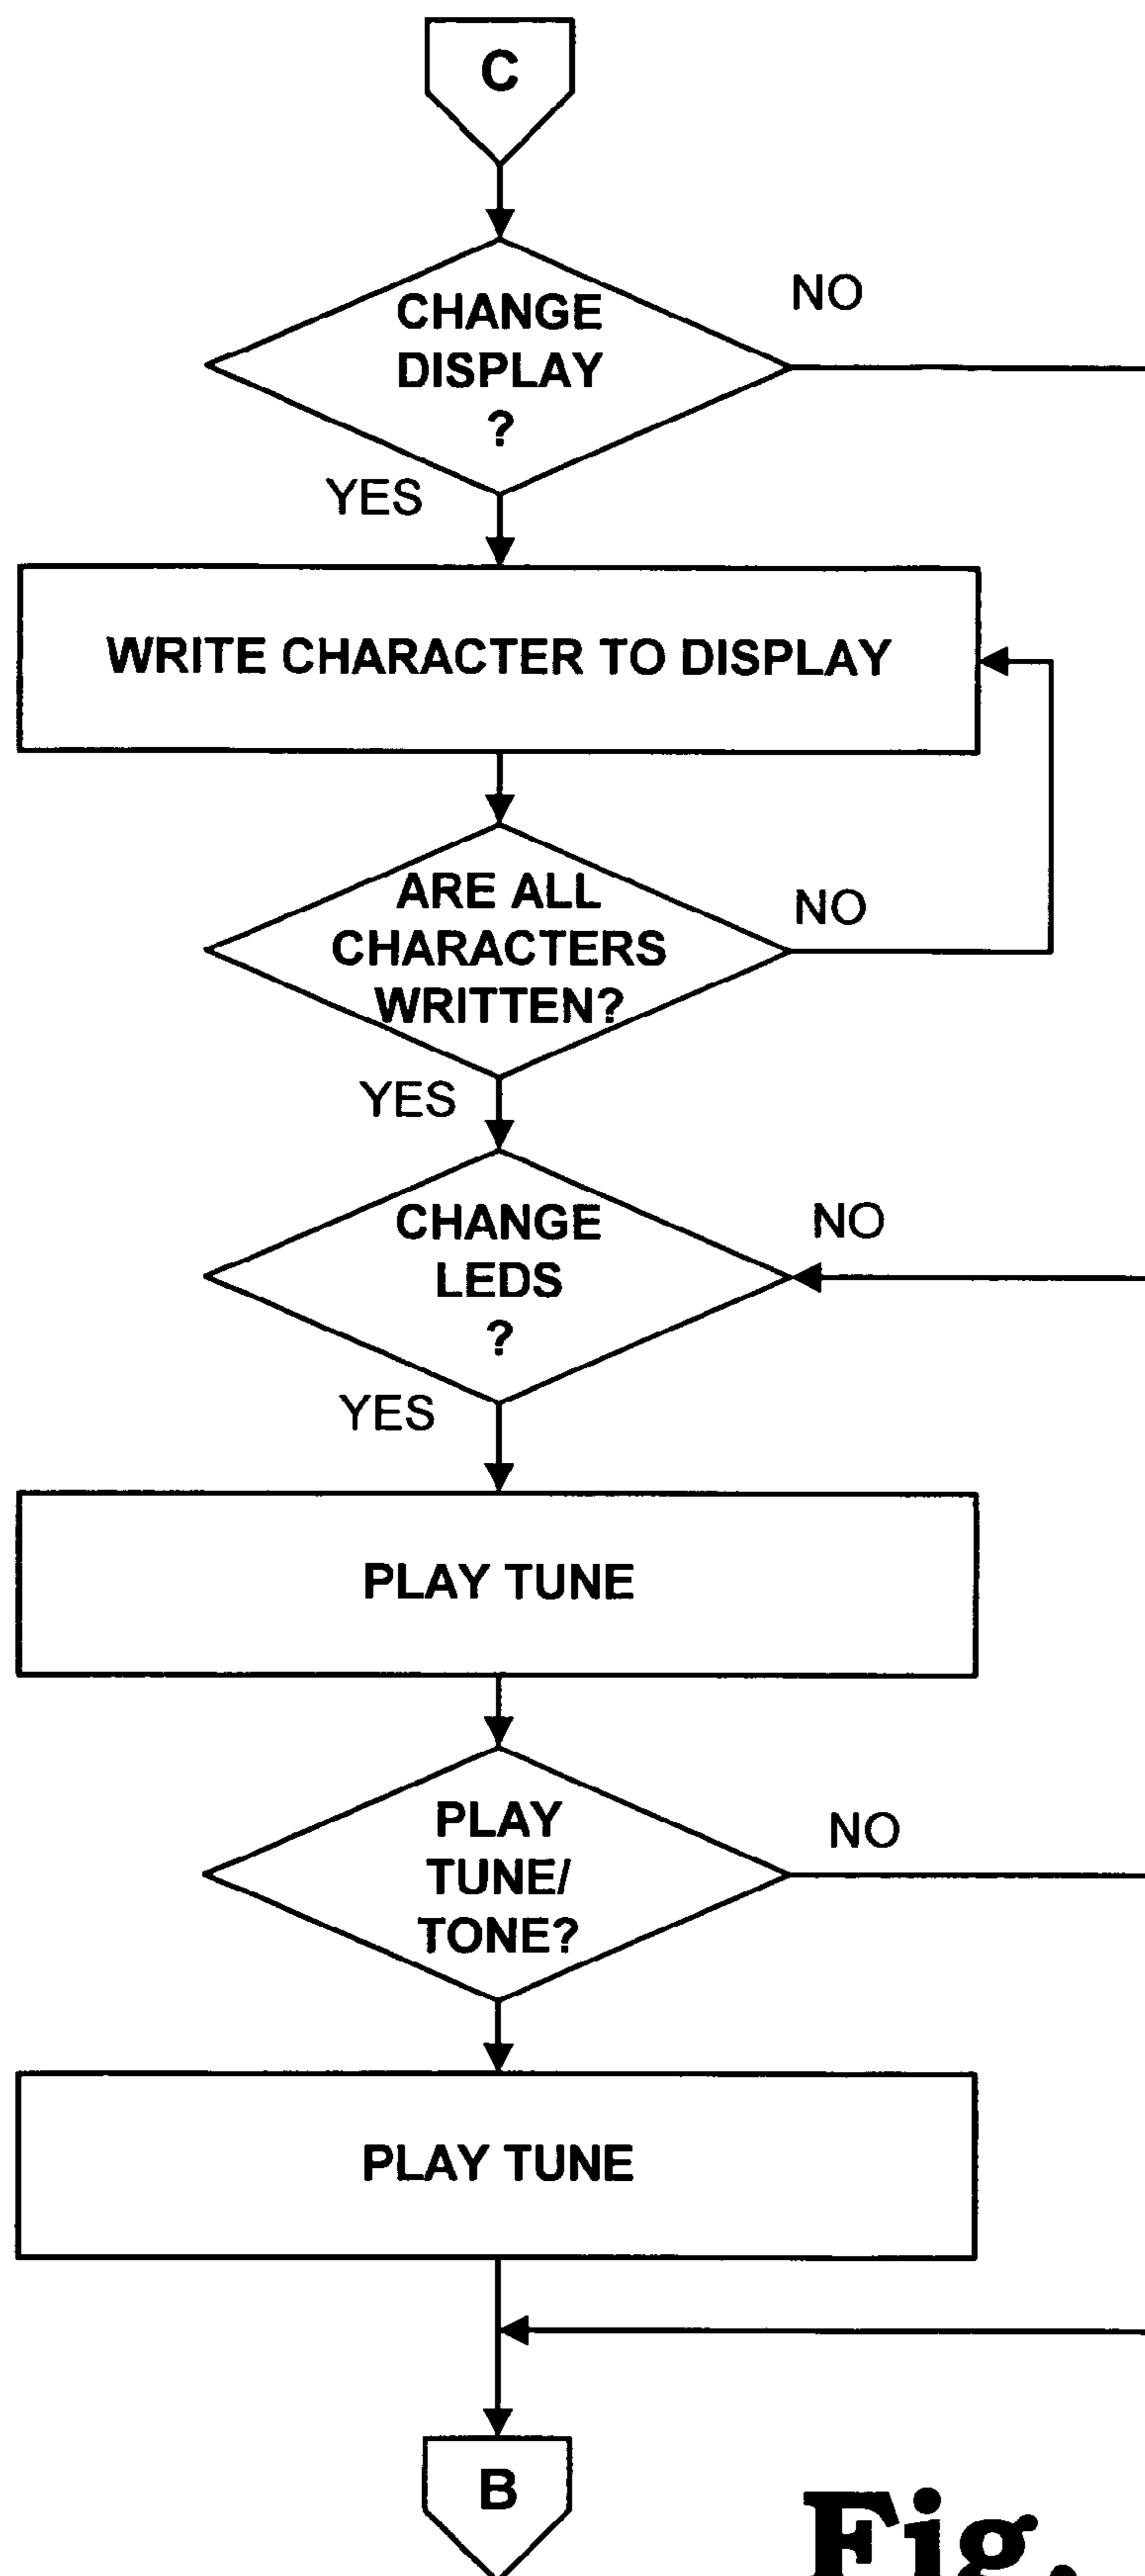 C
CHANGE
DISPLAY
?
NO
YES
WRITE CHARACTER TO DISPLAY
ARE ALL
CHARACTERS
WRITTEN?
NO
YES
CHANGE
LEDS
?
NO
YES
PLAY TUNE
PLAY
TUNE/
TONE?
NO
PLAY TUNE
B
Fig.